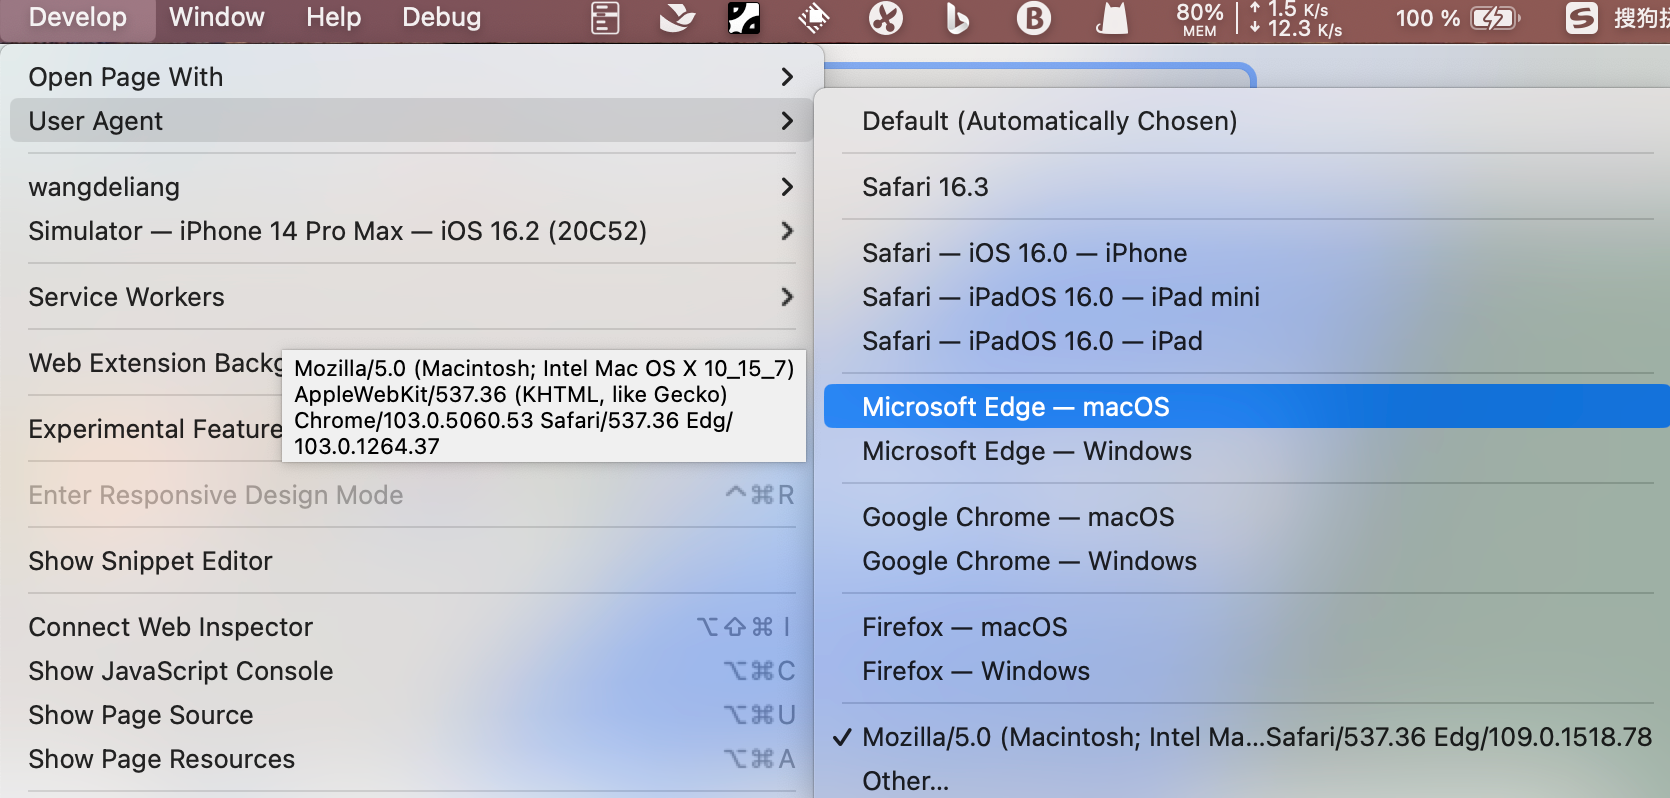 Develop Window Help Debug 80% MEM ↑ 1.5 K/s ↓ 12.3 K/s 100 % 搜狗
Open Page With
User Agent
wangdeliang
Simulator — iPhone 14 Pro Max — iOS 16.2 (20C52)
Service Workers
Web Extension Backg
Experimental Feature
Enter Responsive Design Mode ^⌘R
Show Snippet Editor
Connect Web Inspector ⌥⇧⌘I
Show JavaScript Console ⌥⌘C
Show Page Source ⌥⌘U
Show Page Resources ⌥⌘A
Mozilla/5.0 (Macintosh; Intel Mac OS X 10_15_7)
AppleWebKit/537.36 (KHTML, like Gecko)
Chrome/103.0.5060.53 Safari/537.36 Edg/
103.0.1264.37
Default (Automatically Chosen)
Safari 16.3
Safari — iOS 16.0 — iPhone
Safari — iPadOS 16.0 — iPad mini
Safari — iPadOS 16.0 — iPad
Microsoft Edge — macOS
Microsoft Edge — Windows
Google Chrome — macOS
Google Chrome — Windows
Firefox — macOS
Firefox — Windows
✓ Mozilla/5.0 (Macintosh; Intel Ma...Safari/537.36 Edg/109.0.1518.78
Other...